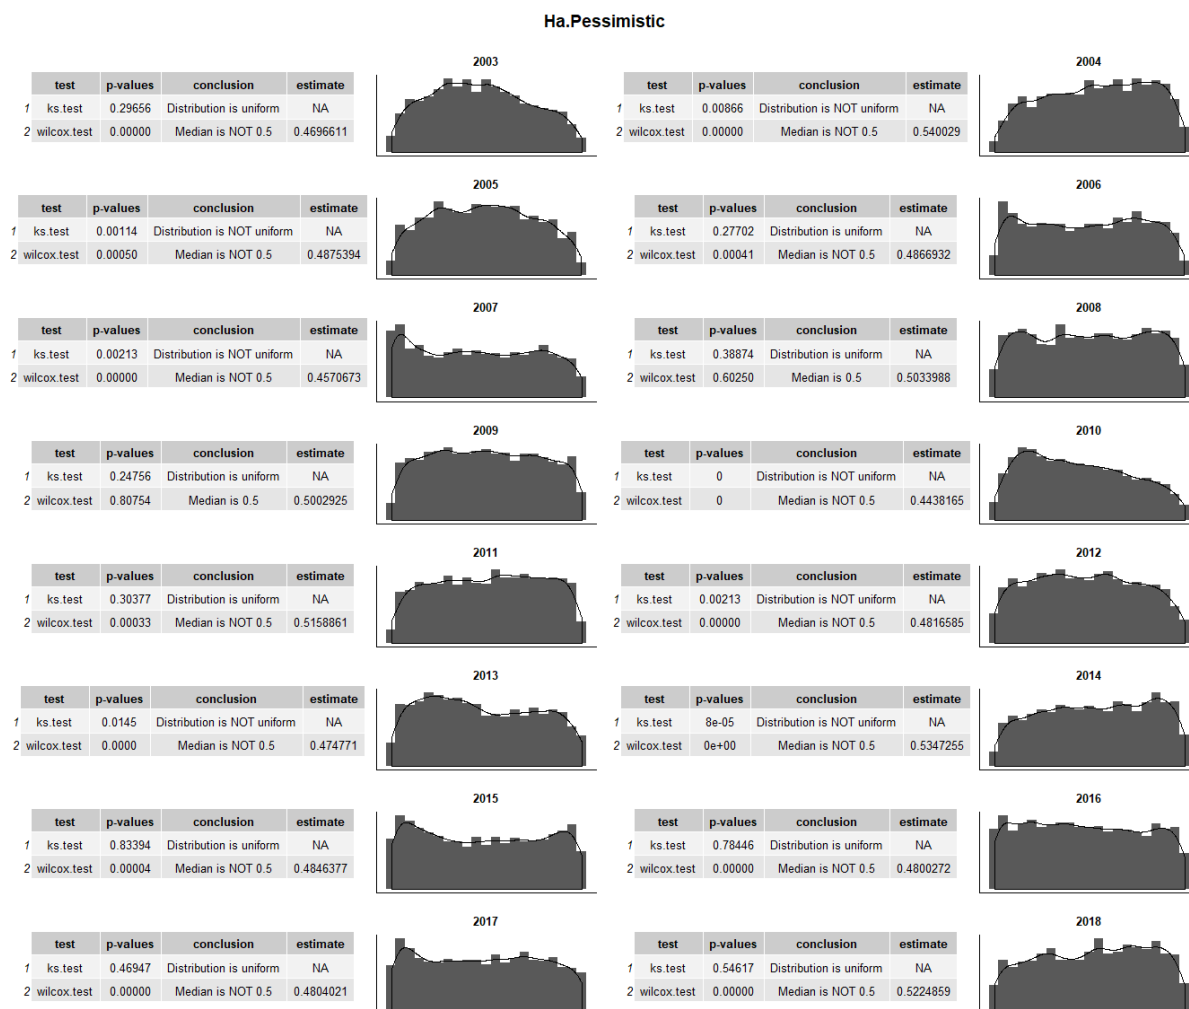 Ha.Pessimistic
2003
test p-values conclusion estimate
1 ks.test 0.29656 Distribution is uniform NA
2 wilcox.test 0.00000 Median is NOT 0.5 0.4696611
2004
test p-values conclusion estimate
1 ks.test 0.00866 Distribution is NOT uniform NA
2 wilcox.test 0.00000 Median is NOT 0.5 0.540029
2005
test p-values conclusion estimate
1 ks.test 0.00114 Distribution is NOT uniform NA
2 wilcox.test 0.00050 Median is NOT 0.5 0.4875394
2006
test p-values conclusion estimate
1 ks.test 0.27702 Distribution is uniform NA
2 wilcox.test 0.00041 Median is NOT 0.5 0.4866932
2007
test p-values conclusion estimate
1 ks.test 0.00213 Distribution is NOT uniform NA
2 wilcox.test 0.00000 Median is NOT 0.5 0.4570673
2008
test p-values conclusion estimate
1 ks.test 0.38874 Distribution is uniform NA
2 wilcox.test 0.60250 Median is 0.5 0.5033988
2009
test p-values conclusion estimate
1 ks.test 0.24756 Distribution is uniform NA
2 wilcox.test 0.80754 Median is 0.5 0.5002925
2010
test p-values conclusion estimate
1 ks.test 0 Distribution is NOT uniform NA
2 wilcox.test 0 Median is NOT 0.5 0.4438165
2011
test p-values conclusion estimate
1 ks.test 0.30377 Distribution is uniform NA
2 wilcox.test 0.00033 Median is NOT 0.5 0.5158861
2012
test p-values conclusion estimate
1 ks.test 0.00213 Distribution is NOT uniform NA
2 wilcox.test 0.00000 Median is NOT 0.5 0.4816585
2013
test p-values conclusion estimate
1 ks.test 0.0145 Distribution is NOT uniform NA
2 wilcox.test 0.0000 Median is NOT 0.5 0.474771
2014
test p-values conclusion estimate
1 ks.test 8e-05 Distribution is NOT uniform NA
2 wilcox.test 0e+00 Median is NOT 0.5 0.5347255
2015
test p-values conclusion estimate
1 ks.test 0.83394 Distribution is uniform NA
2 wilcox.test 0.00004 Median is NOT 0.5 0.4846377
2016
test p-values conclusion estimate
1 ks.test 0.78446 Distribution is uniform NA
2 wilcox.test 0.00000 Median is NOT 0.5 0.4800272
2017
test p-values conclusion estimate
1 ks.test 0.46947 Distribution is uniform NA
2 wilcox.test 0.00000 Median is NOT 0.5 0.4804021
2018
test p-values conclusion estimate
1 ks.test 0.54617 Distribution is uniform NA
2 wilcox.test 0.00000 Median is NOT 0.5 0.5224859